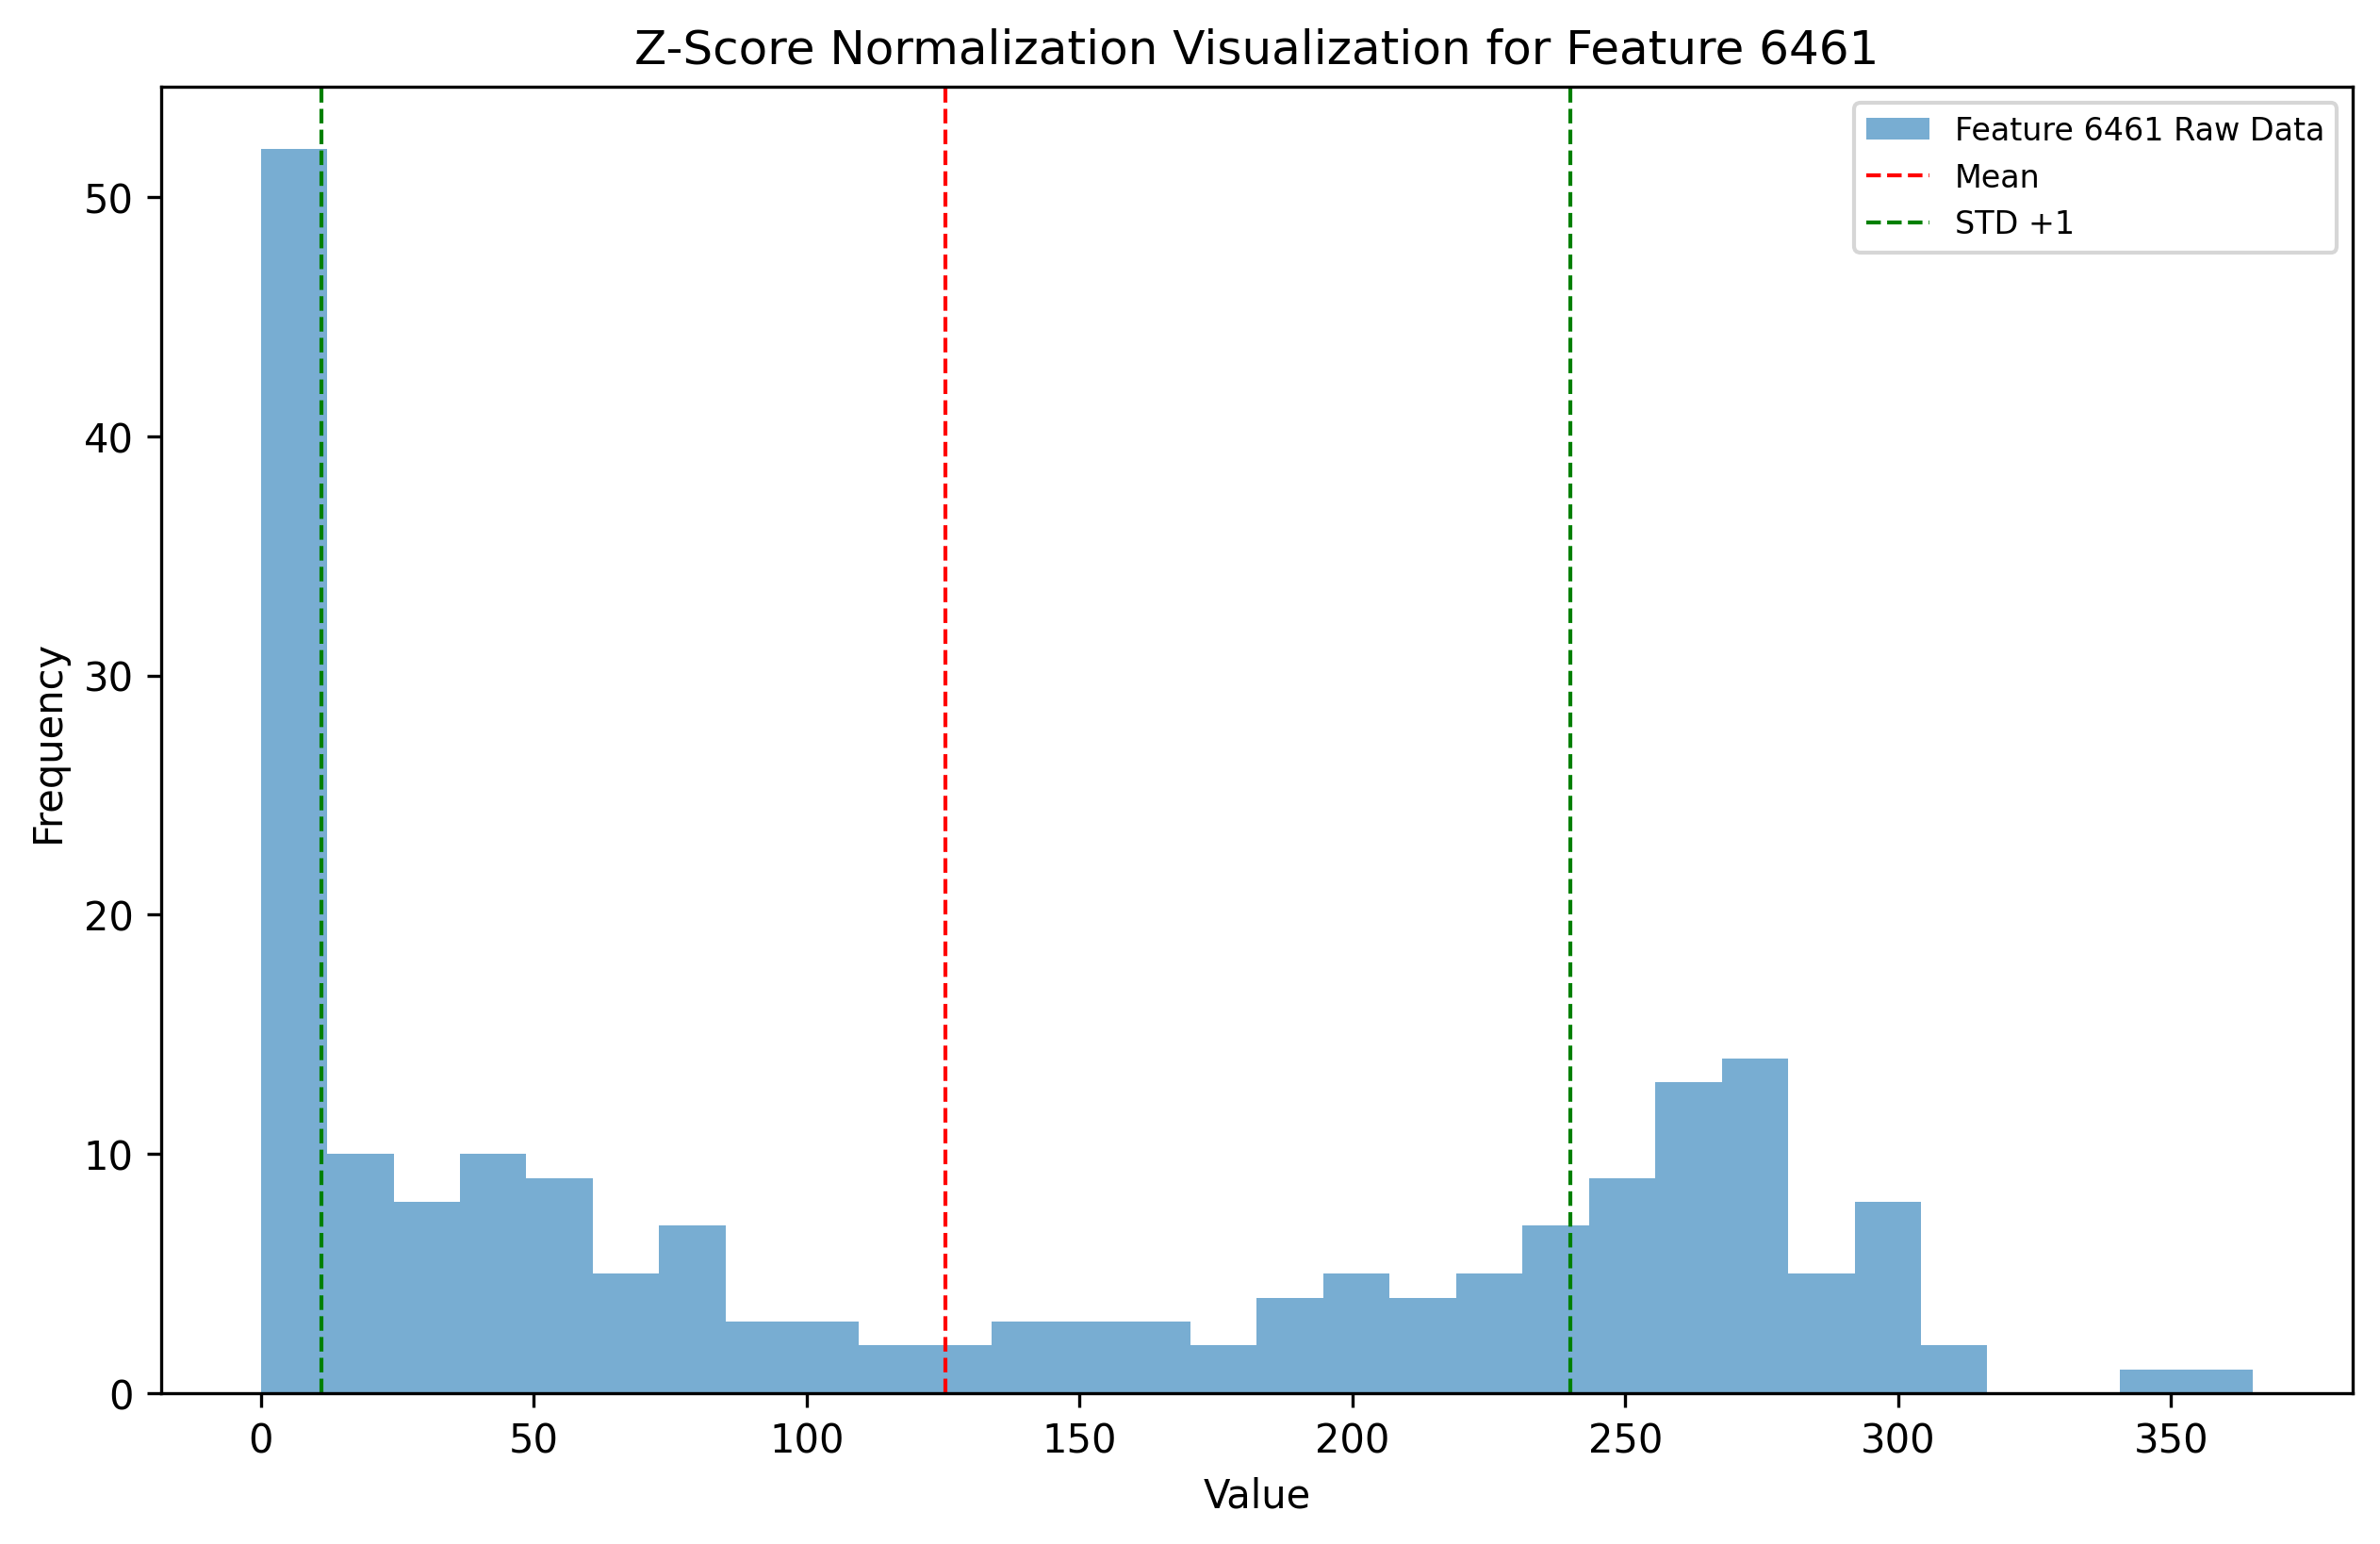 Z-Score Normalization Visualization for Feature 6461
Feature 6461 Raw Data
Mean
STD +1
Frequency
50
40
30
20
10
0
0 50 100 150 200 250 300 350
Value